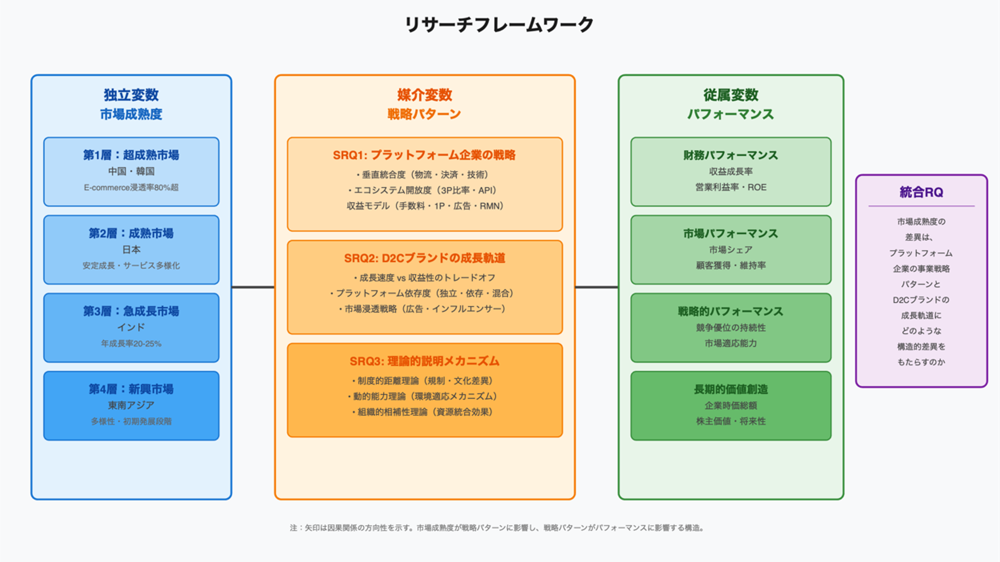 リサーチフレームワーク
独立変数
市場成熟度
第1層：超成熟市場
中国・韓国
E-commerce浸透率80%超
第2層：成熟市場
日本
安定成長・サービス多様化
第3層：急成長市場
インド
年成長率20-25%
第4層：新興市場
東南アジア
多様性・初期発展段階
媒介変数
戦略パターン
SRQ1: プラットフォーム企業の戦略
・垂直統合度（物流・決済・技術）
・エコシステム開放度（3P比率・API）
収益モデル（手数料・1P・広告・RMN）
SRQ2: D2Cブランドの成長軌道
・成長速度 vs 収益性のトレードオフ
・プラットフォーム依存度（独立・依存・混合）
・市場浸透戦略（広告・インフルエンサー）
SRQ3: 理論的説明メカニズム
・制度的距離理論（規制・文化差異）
・動的能力理論（環境適応メカニズム）
・組織的相補性理論（資源統合効果）
従属変数
パフォーマンス
財務パフォーマンス
収益成長率
営業利益率・ROE
市場パフォーマンス
市場シェア
顧客獲得・維持率
戦略的パフォーマンス
競争優位の持続性
市場適応能力
長期的価値創造
企業時価総額
株主価値・将来性
統合RQ
市場成熟度の
差異は、
プラットフォーム
企業の事業戦略
パターンと
D2Cブランドの
成長軌道に
どのような
構造的差異を
もたらすのか
注：矢印は因果関係の方向性を示す。市場成熟度が戦略パターンに影響し、戦略パターンがパフォーマンスに影響する構造。